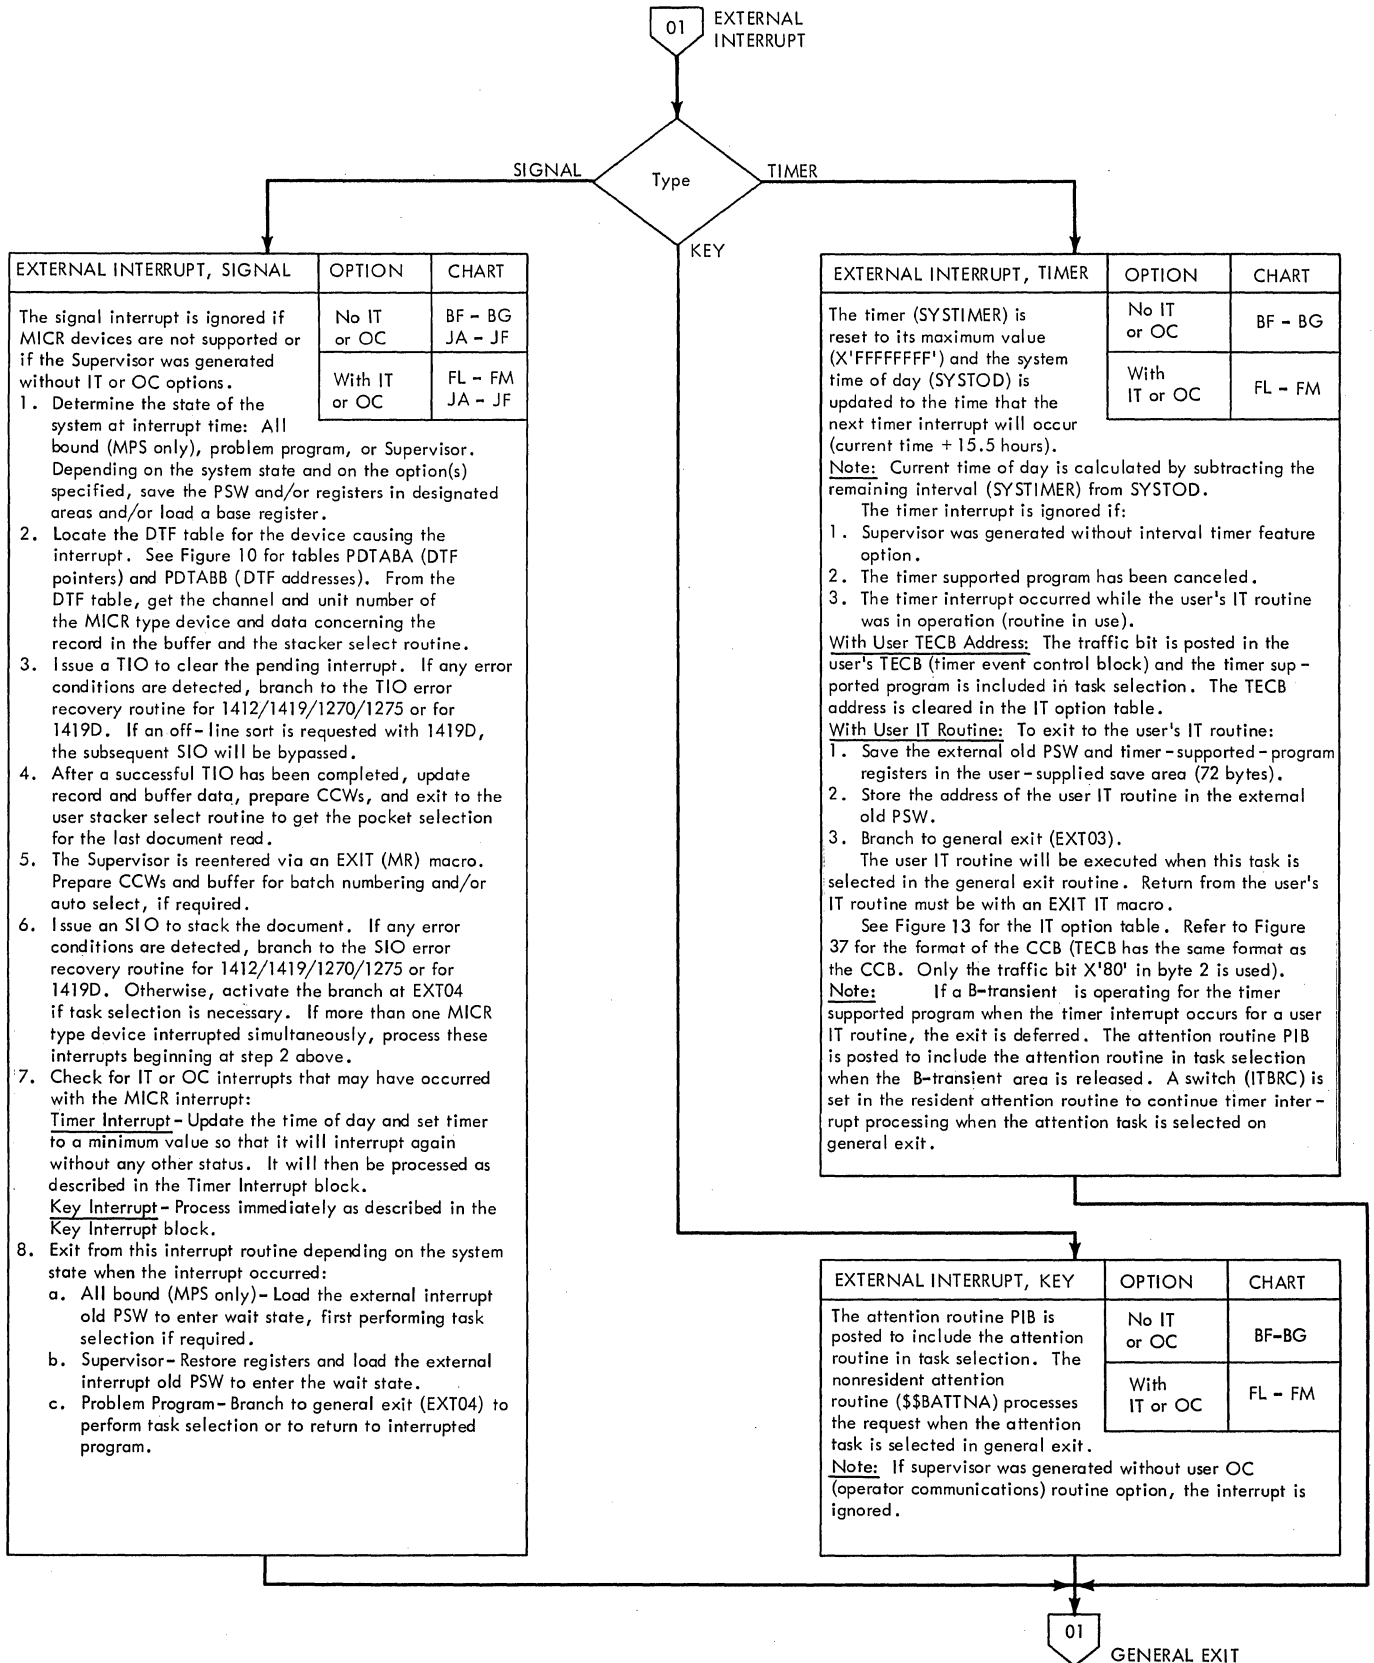 01
EXTERNAL
INTERRUPT
SIGNAL
Type
TIMER
KEY
EXTERNAL INTERRUPT, SIGNAL
OPTION
CHART
No IT
or OC
BF - BG
JA - JF
With IT
or OC
FL - FM
JA - JF
The signal interrupt is ignored if
MICR devices are not supported or
if the Supervisor was generated
without IT or OC options.
1. Determine the state of the
system at interrupt time: All
bound (MPS only), problem program, or Supervisor.
Depending on the system state and on the option(s)
specified, save the PSW and/or registers in designated
areas and/or load a base register.
2. Locate the DTF table for the device causing the
interrupt. See Figure 10 for tables PDTABA (DTF
pointers) and PDTABB (DTF addresses). From the
DTF table, get the channel and unit number of
the MICR type device and data concerning the
record in the buffer and the stacker select routine.
3. Issue a TIO to clear the pending interrupt. If any error
conditions are detected, branch to the TIO error
recovery routine for 1412/1419/1270/1275 or for
1419D. If an off-line sort is requested with 1419D,
the subsequent SIO will be bypassed.
4. After a successful TIO has been completed, update
record and buffer data, prepare CCWs, and exit to the
user stacker select routine to get the pocket selection
for the last document read.
5. The Supervisor is reentered via an EXIT (MR) macro.
Prepare CCWs and buffer for batch numbering and/or
auto select, if required.
6. Issue an SIO to stack the document. If any error
conditions are detected, branch to the SIO error
recovery routine for 1412/1419/1270/1275 or for
1419D. Otherwise, activate the branch at EXT04
if task selection is necessary. If more than one MICR
type device interrupted simultaneously, process these
interrupts beginning at step 2 above.
7. Check for IT or OC interrupts that may have occurred
with the MICR interrupt:
Timer Interrupt - Update the time of day and set timer
to a minimum value so that it will interrupt again
without any other status. It will then be processed as
described in the Timer Interrupt block.
Key Interrupt - Process immediately as described in the
Key Interrupt block.
8. Exit from this interrupt routine depending on the system
state when the interrupt occurred:
a. All bound (MPS only) - Load the external interrupt
old PSW to enter wait state, first performing task
selection if required.
b. Supervisor - Restore registers and load the external
interrupt old PSW to enter the wait state.
c. Problem Program - Branch to general exit (EXT04) to
perform task selection or to return to interrupted
program.
EXTERNAL INTERRUPT, TIMER
OPTION
CHART
No IT
or OC
BF - BG
With
IT or OC
FL - FM
The timer (SYSTIMER) is
reset to its maximum value
(X'FFFFFFFF') and the system
time of day (SYSTOD) is
updated to the time that the
next timer interrupt will occur
(current time + 15.5 hours).
Note: Current time of day is calculated by subtracting the
remaining interval (SYSTIMER) from SYSTOD.
The timer interrupt is ignored if:
1. Supervisor was generated without interval timer feature
option.
2. The timer supported program has been canceled.
3. The timer interrupt occurred while the user's IT routine
was in operation (routine in use).
With User TECB Address: The traffic bit is posted in the
user's TECB (timer event control block) and the timer sup-
ported program is included in task selection. The TECB
address is cleared in the IT option table.
With User IT Routine: To exit to the user's IT routine:
1. Save the external old PSW and timer-supported-program
registers in the user-supplied save area (72 bytes).
2. Store the address of the user IT routine in the external
old PSW.
3. Branch to general exit (EXT03).
The user IT routine will be executed when this task is
selected in the general exit routine. Return from the user's
IT routine must be with an EXIT IT macro.
See Figure 13 for the IT option table. Refer to Figure
37 for the format of the CCB (TECB has the same format as
the CCB. Only the traffic bit X'80' in byte 2 is used).
Note: If a B-transient is operating for the timer
supported program when the timer interrupt occurs for a user
IT routine, the exit is deferred. The attention routine PIB
is posted to include the attention routine in task selection
when the B-transient area is released. A switch (ITBRC) is
set in the resident attention routine to continue timer inter-
rupt processing when the attention task is selected on
general exit.
EXTERNAL INTERRUPT, KEY
OPTION
CHART
No IT
or OC
BF-BG
With
IT or OC
FL - FM
The attention routine PIB is
posted to include the attention
routine in task selection. The
nonresident attention
routine ($$BATTNA) processes
the request when the attention
task is selected in general exit.
Note: If supervisor was generated without user OC
(operator communications) routine option, the interrupt is
ignored.
01
GENERAL EXIT